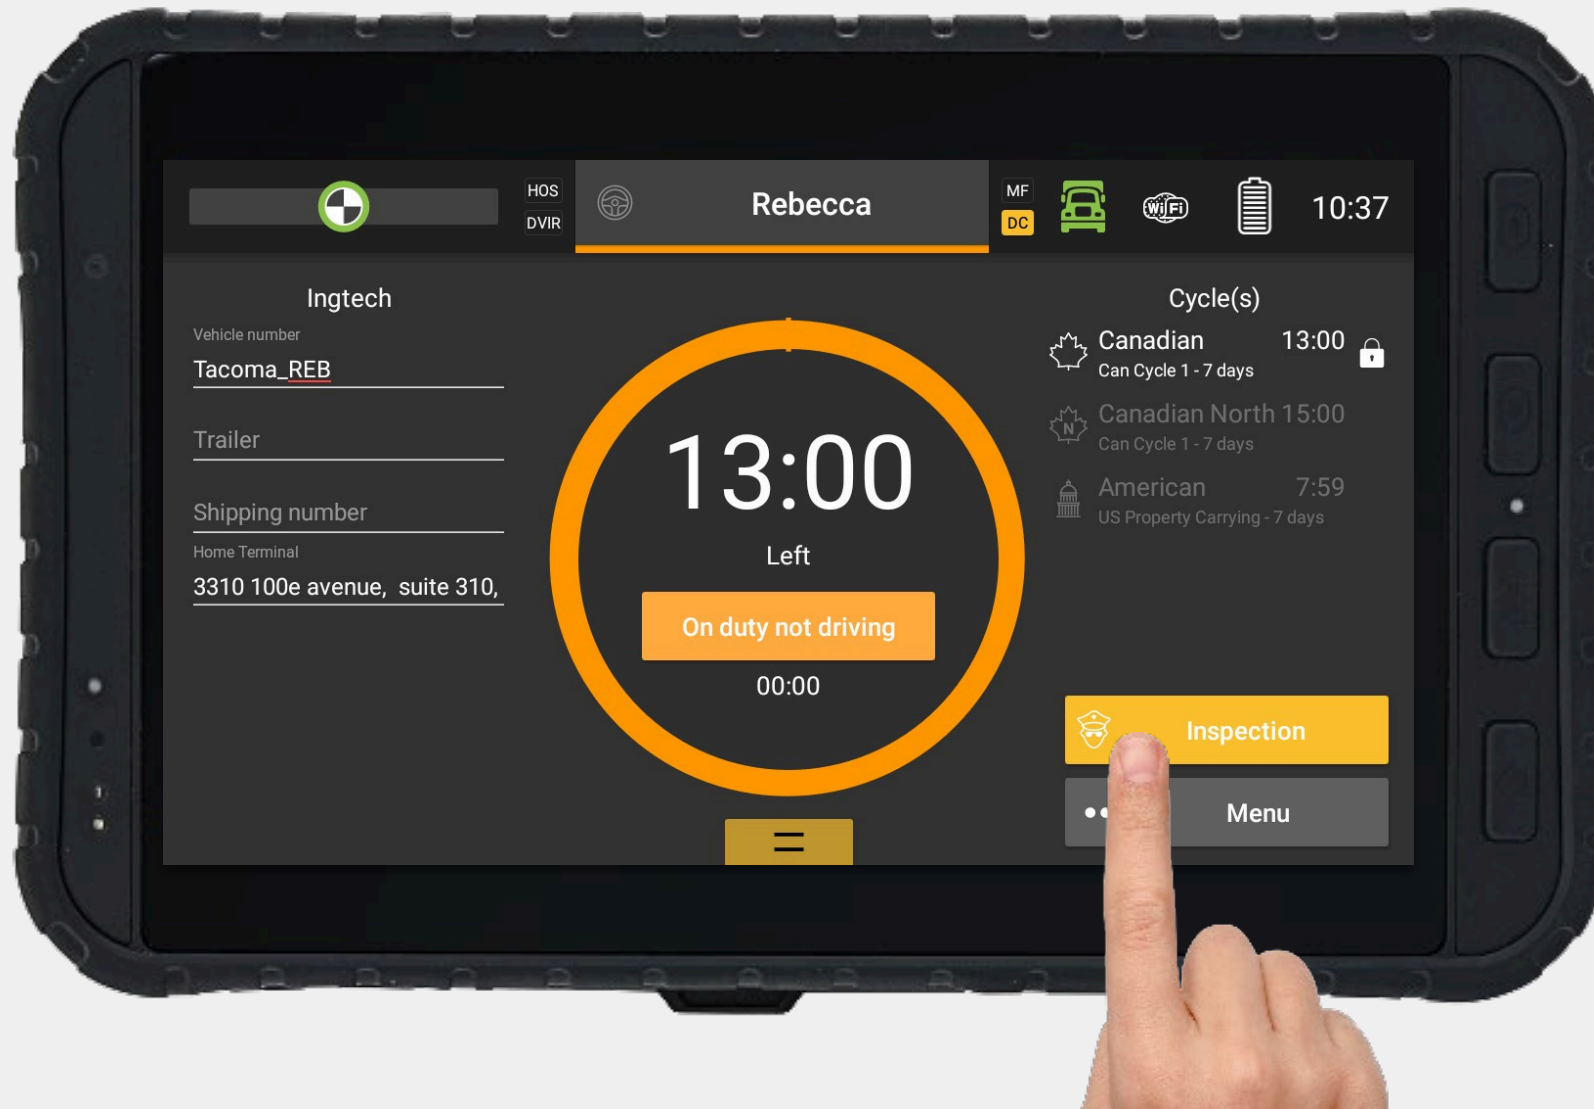 HOS
DVIR
Rebecca
MF
DC
WiFi
10:37
Ingtech
Vehicle number
Tacoma_REB
Trailer
Shipping number
Home Terminal
3310 100e avenue, suite 310,
13:00
Left
On duty not driving
00:00
Cycle(s)
Canadian 13:00
Can Cycle 1 - 7 days
N
Canadian North 15:00
Can Cycle 1 - 7 days
American 7:59
US Property Carrying - 7 days
Inspection
Menu